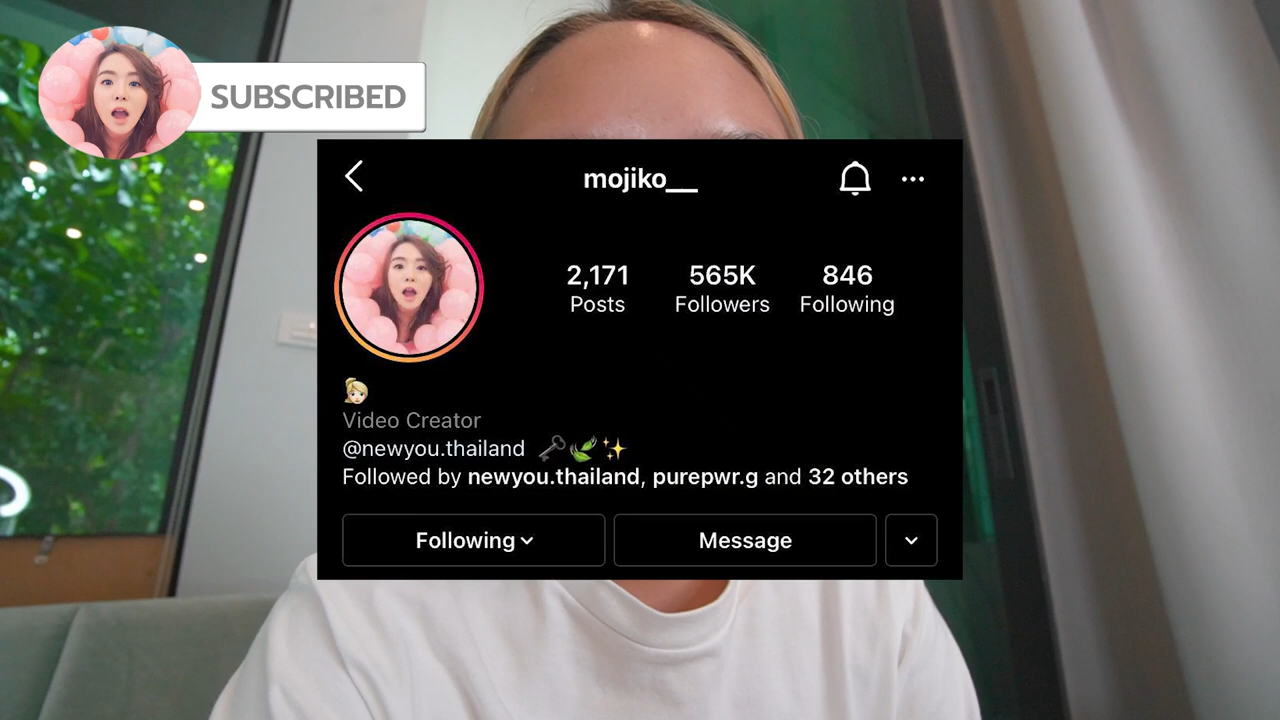 SUBSCRIBED
mojiko__
2,171 565K 846
Posts Followers Following
Video Creator
@newyou.thailand 🗝🌿✨
Followed by newyou.thailand, purepwr.g and 32 others
Following Message